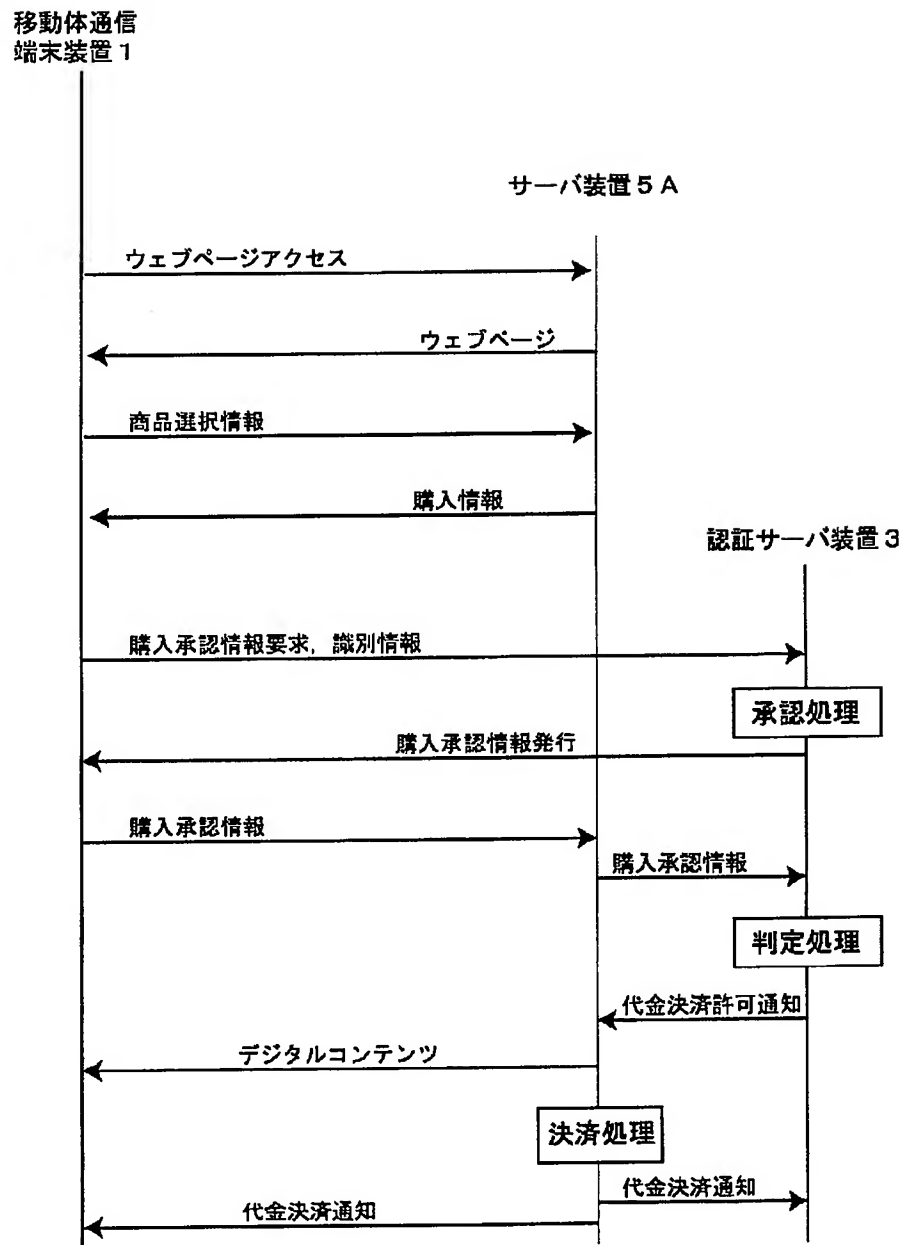 移動体通信
端末装置1
サーバ装置5A
ウェブページアクセス
ウェブページ
商品選択情報
購入情報
認証サーバ装置3
購入承認情報要求，識別情報
承認処理
購入承認情報発行
購入承認情報
購入承認情報
判定処理
代金決済許可通知
デジタルコンテンツ
決済処理
代金決済通知
代金決済通知